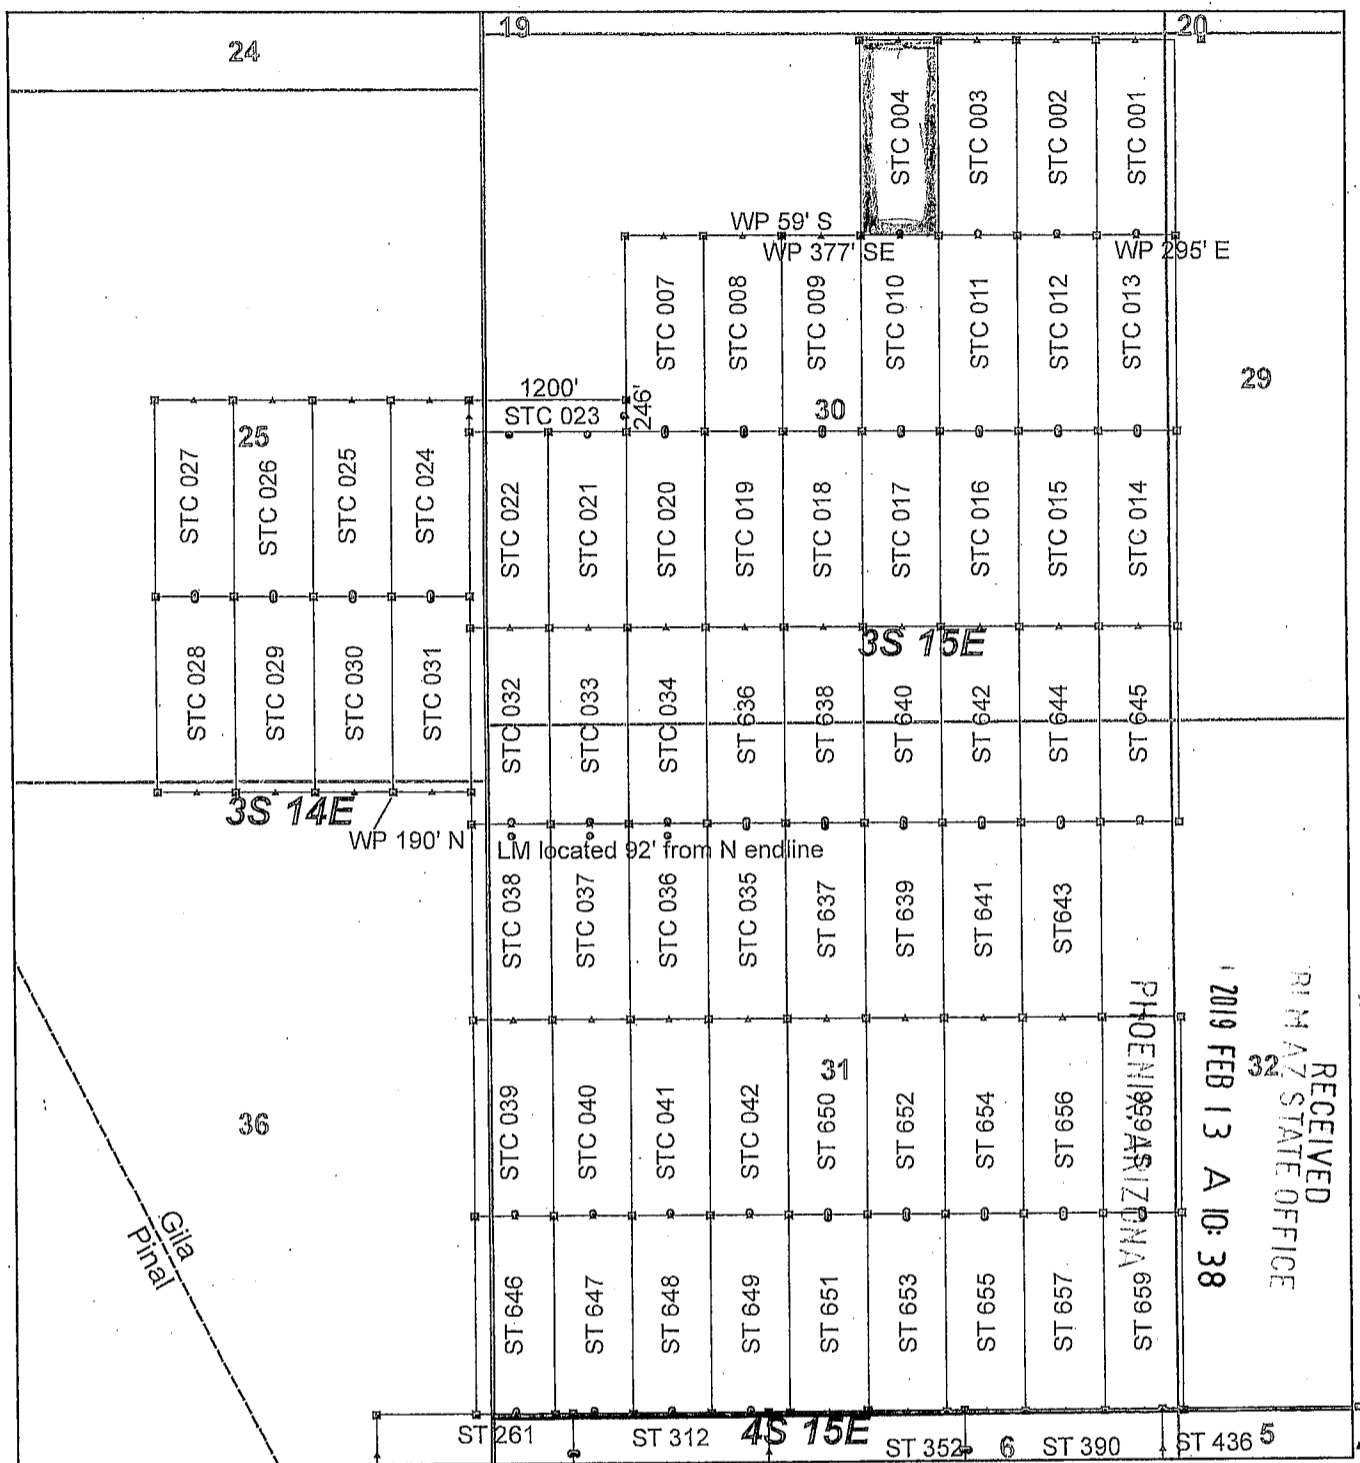 19
20
24
STC 004
STC 003
STC 002
STC 001
WP 59' S
WP 377' SE
WP 295' E
STC 007
STC 008
STC 009
STC 010
STC 011
STC 012
STC 013
29
1200'
246'
STC 023
30
25
STC 027
STC 026
STC 025
STC 024
STC 022
STC 021
STC 020
STC 019
STC 018
STC 017
STC 016
STC 015
STC 014
3S 15E
STC 028
STC 029
STC 030
STC 031
STC 032
STC 033
STC 034
ST 636
ST 638
ST 640
ST 642
ST 644
ST 645
3S 14E
WP 190' N
LM located 92' from N endline
STC 038
STC 037
STC 036
STC 035
ST 637
ST 639
ST 641
ST643
RECEIVED
AZ STATE OFFICE
2019 FEB 13 A 10: 38
PHOENIX, ARIZONA
31
32
36
STC 039
STC 040
STC 041
STC 042
ST 650
ST 652
ST 654
ST 656
ST 658
Gila
Pinal
ST 646
ST 647
ST 648
ST 649
ST 651
ST 653
ST 655
ST 657
ST 659
4S 15E
ST 261
ST 312
ST 352
6
ST 390
ST 436
5